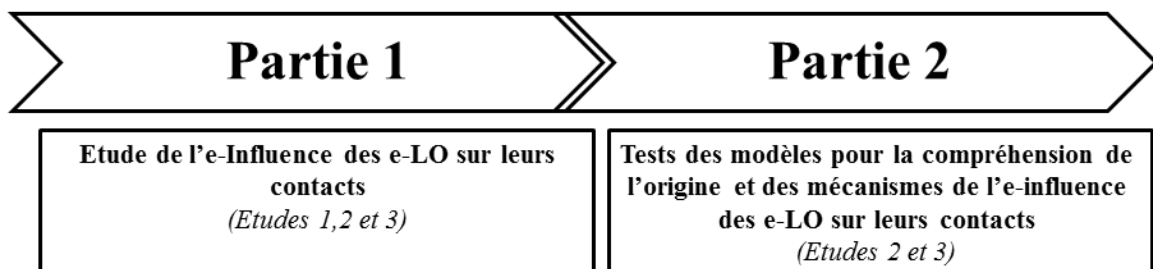 Partie 1
Partie 2
Etude de l’e-Influence des e-LO sur leurs
contacts
(Etudes 1,2 et 3)
Tests des modèles pour la compréhension de
l’origine et des mécanismes de l’e-influence
des e-LO sur leurs contacts
(Etudes 2 et 3)